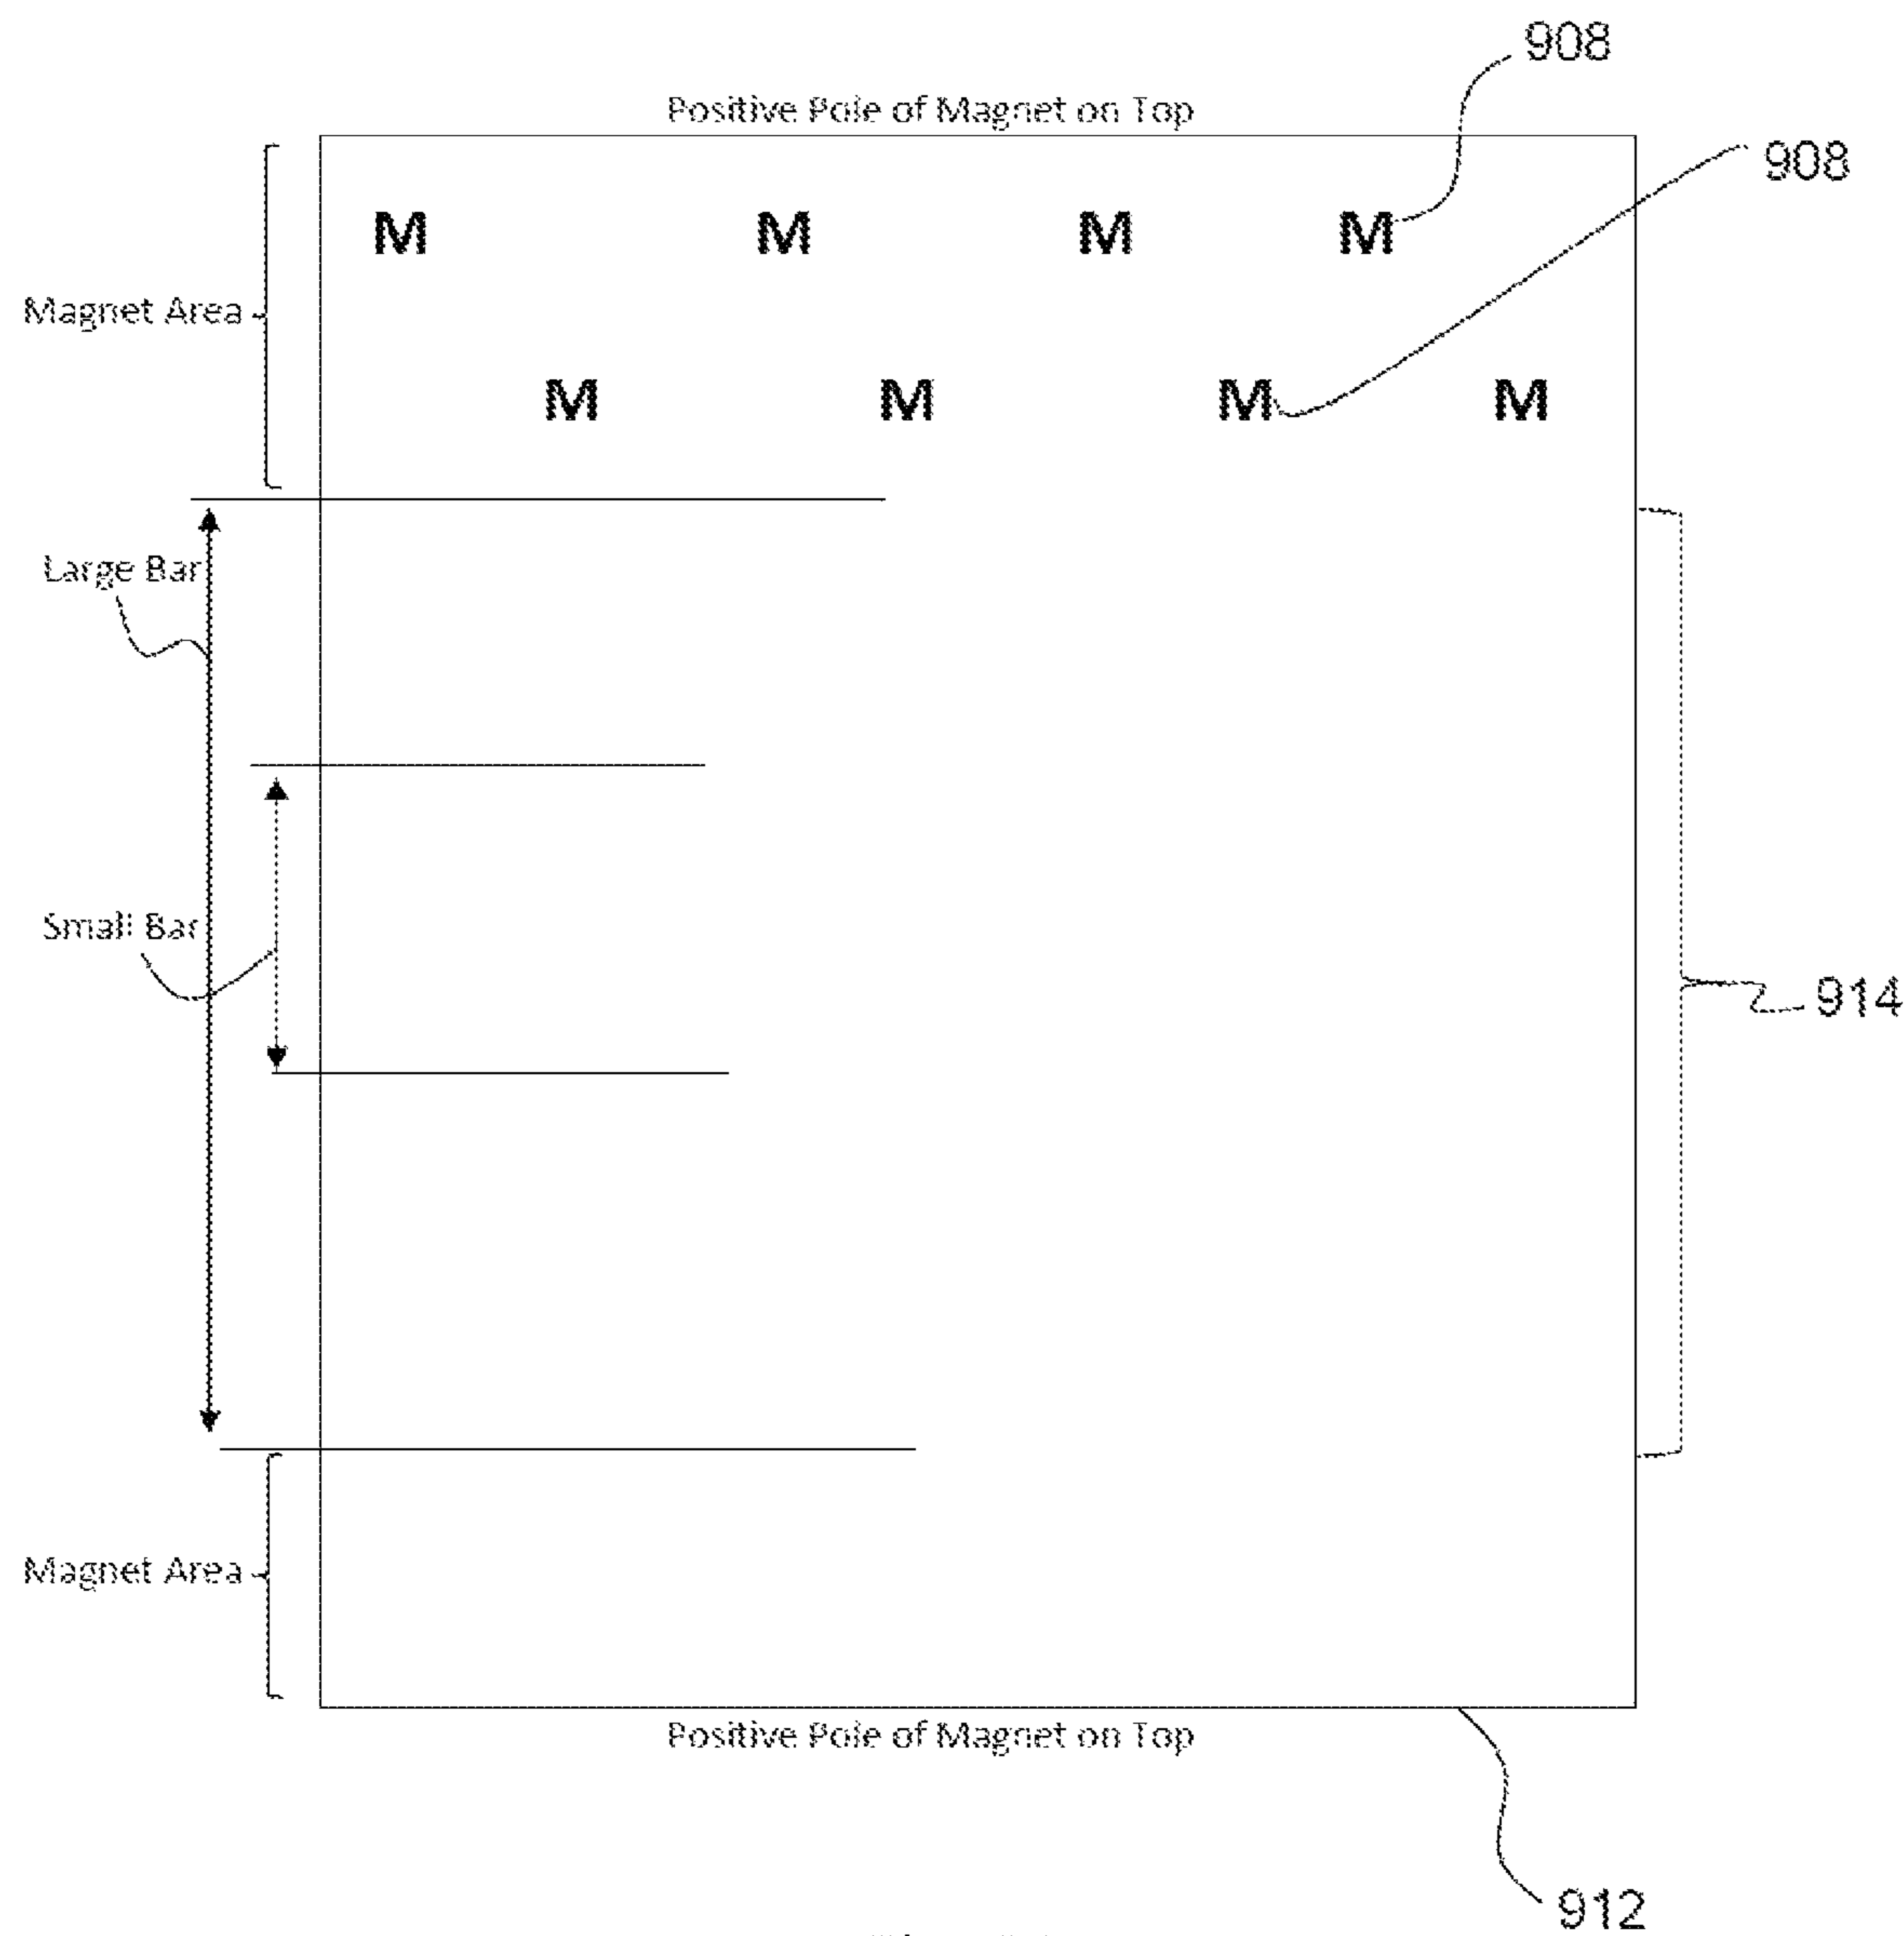 908
Positive Pole of Magnet on Top
908
M M M M
Magnet Area
M M M M
Large Bar
Small Bar
914
Magnet Area
Positive Pole of Magnet on Top
912